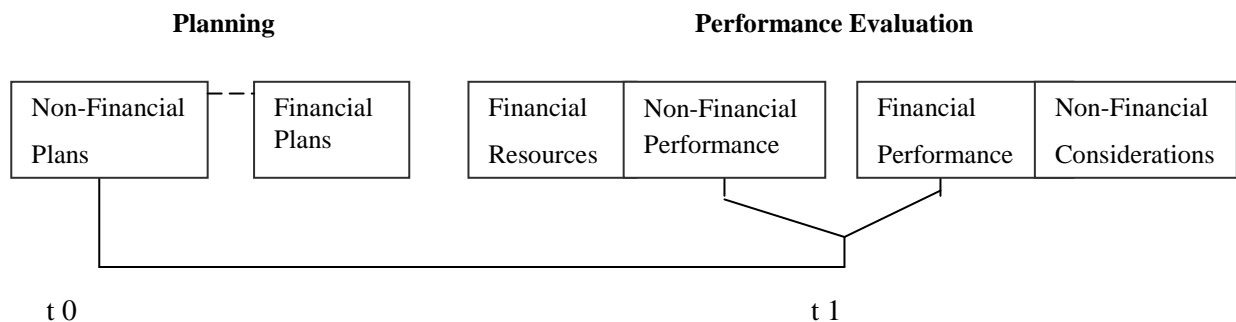 Planning
Performance Evaluation
Non-Financial
Plans
Financial
Plans
Financial
Resources
Non-Financial
Performance
Financial
Performance
Non-Financial
Considerations
t 0
t 1